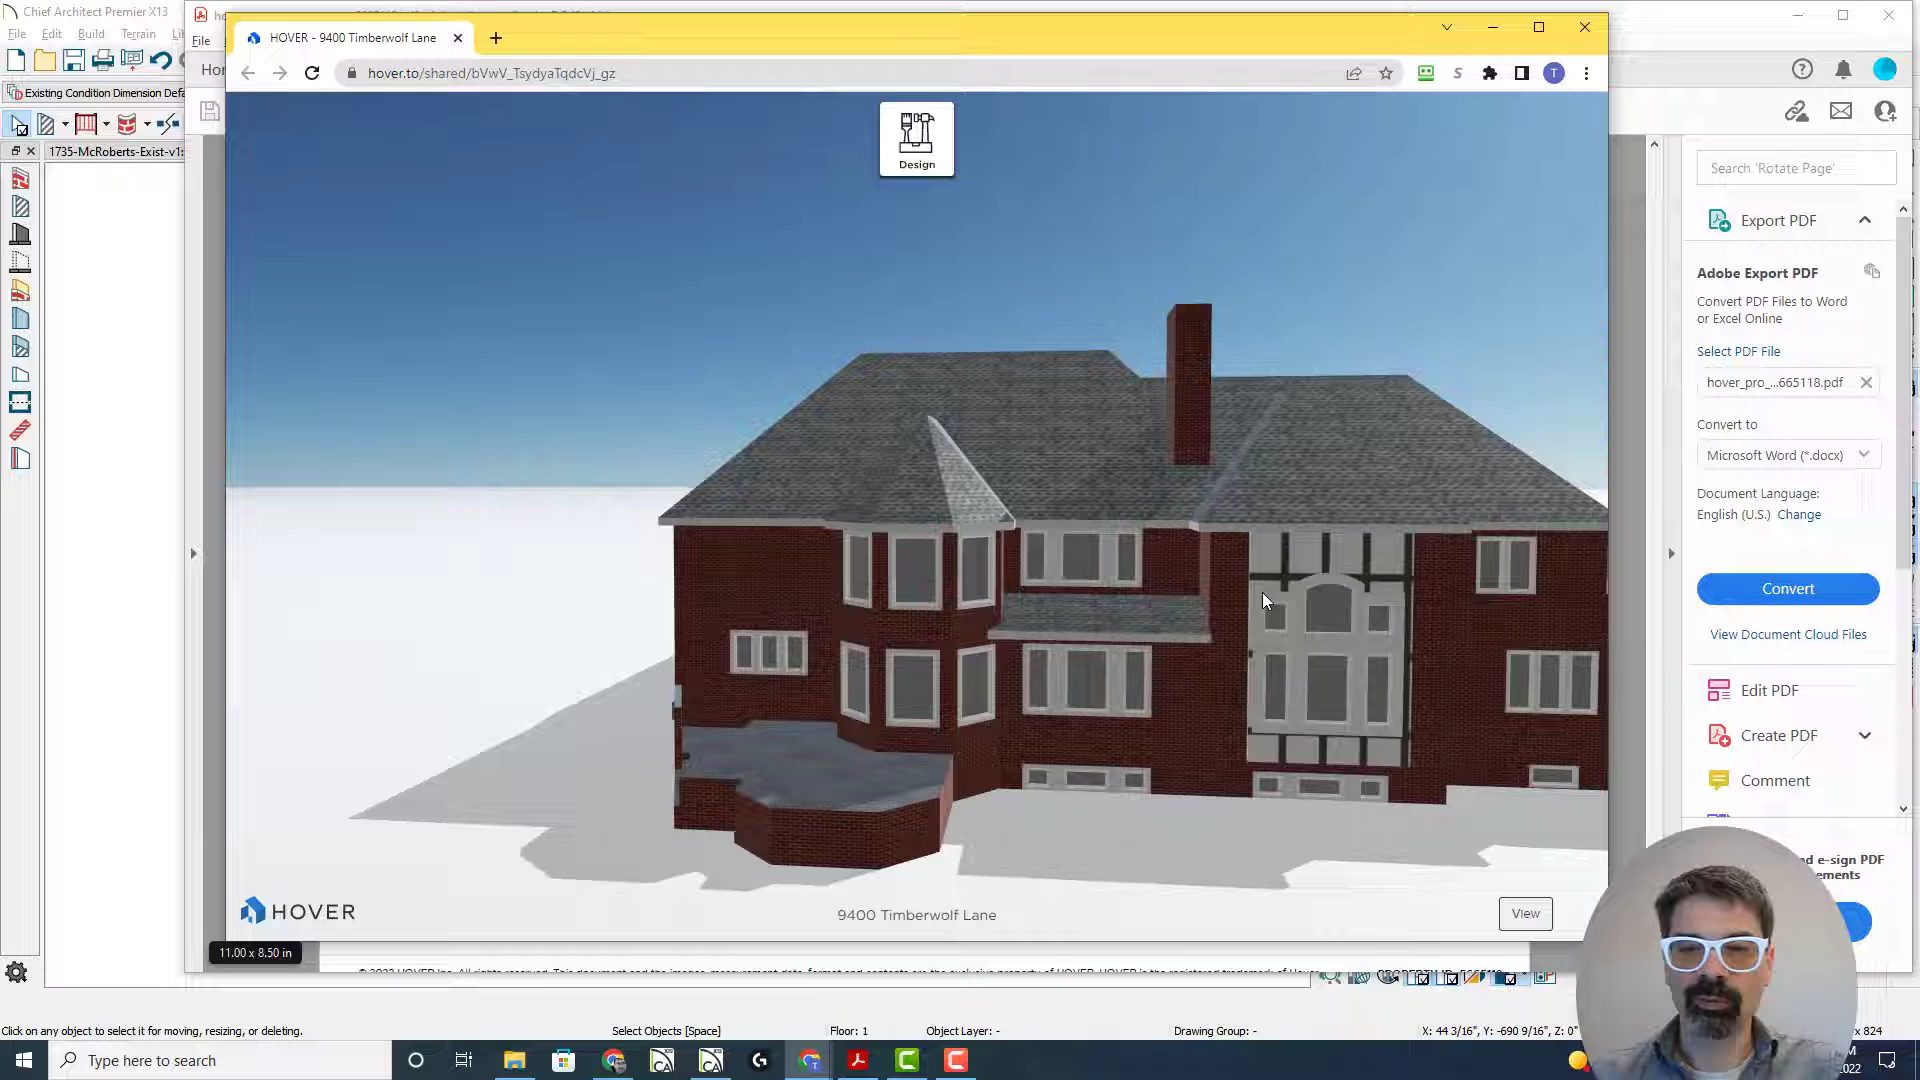 Chief Architect Premier X13
File Edit Build Terrain
File
HOVER - 9400 Timberwolf Lane
hover.to/shared/bVwV_TsydyaTqdcVj_gz
T
Existing Condition Dimension Defa
1735-McRoberts-Exist-v1:
Design
Search 'Rotate Page'
Export PDF
Adobe Export PDF
Convert PDF Files to Word
or Excel Online
Select PDF File
hover_pro_...665118.pdf
Convert to
Microsoft Word (*.docx)
Document Language:
English (U.S.) Change
Convert
View Document Cloud Files
Edit PDF
Create PDF
Comment
HOVER
9400 Timberwolf Lane
View
11.00 x 8.50 in
Click on any object to select it for moving, resizing, or deleting.
Select Objects [Space]
Floor: 1
Object Layer: -
Drawing Group: -
X: 44 3/16", Y: -690 9/16", Z: 0"
x 824
Type here to search
2022